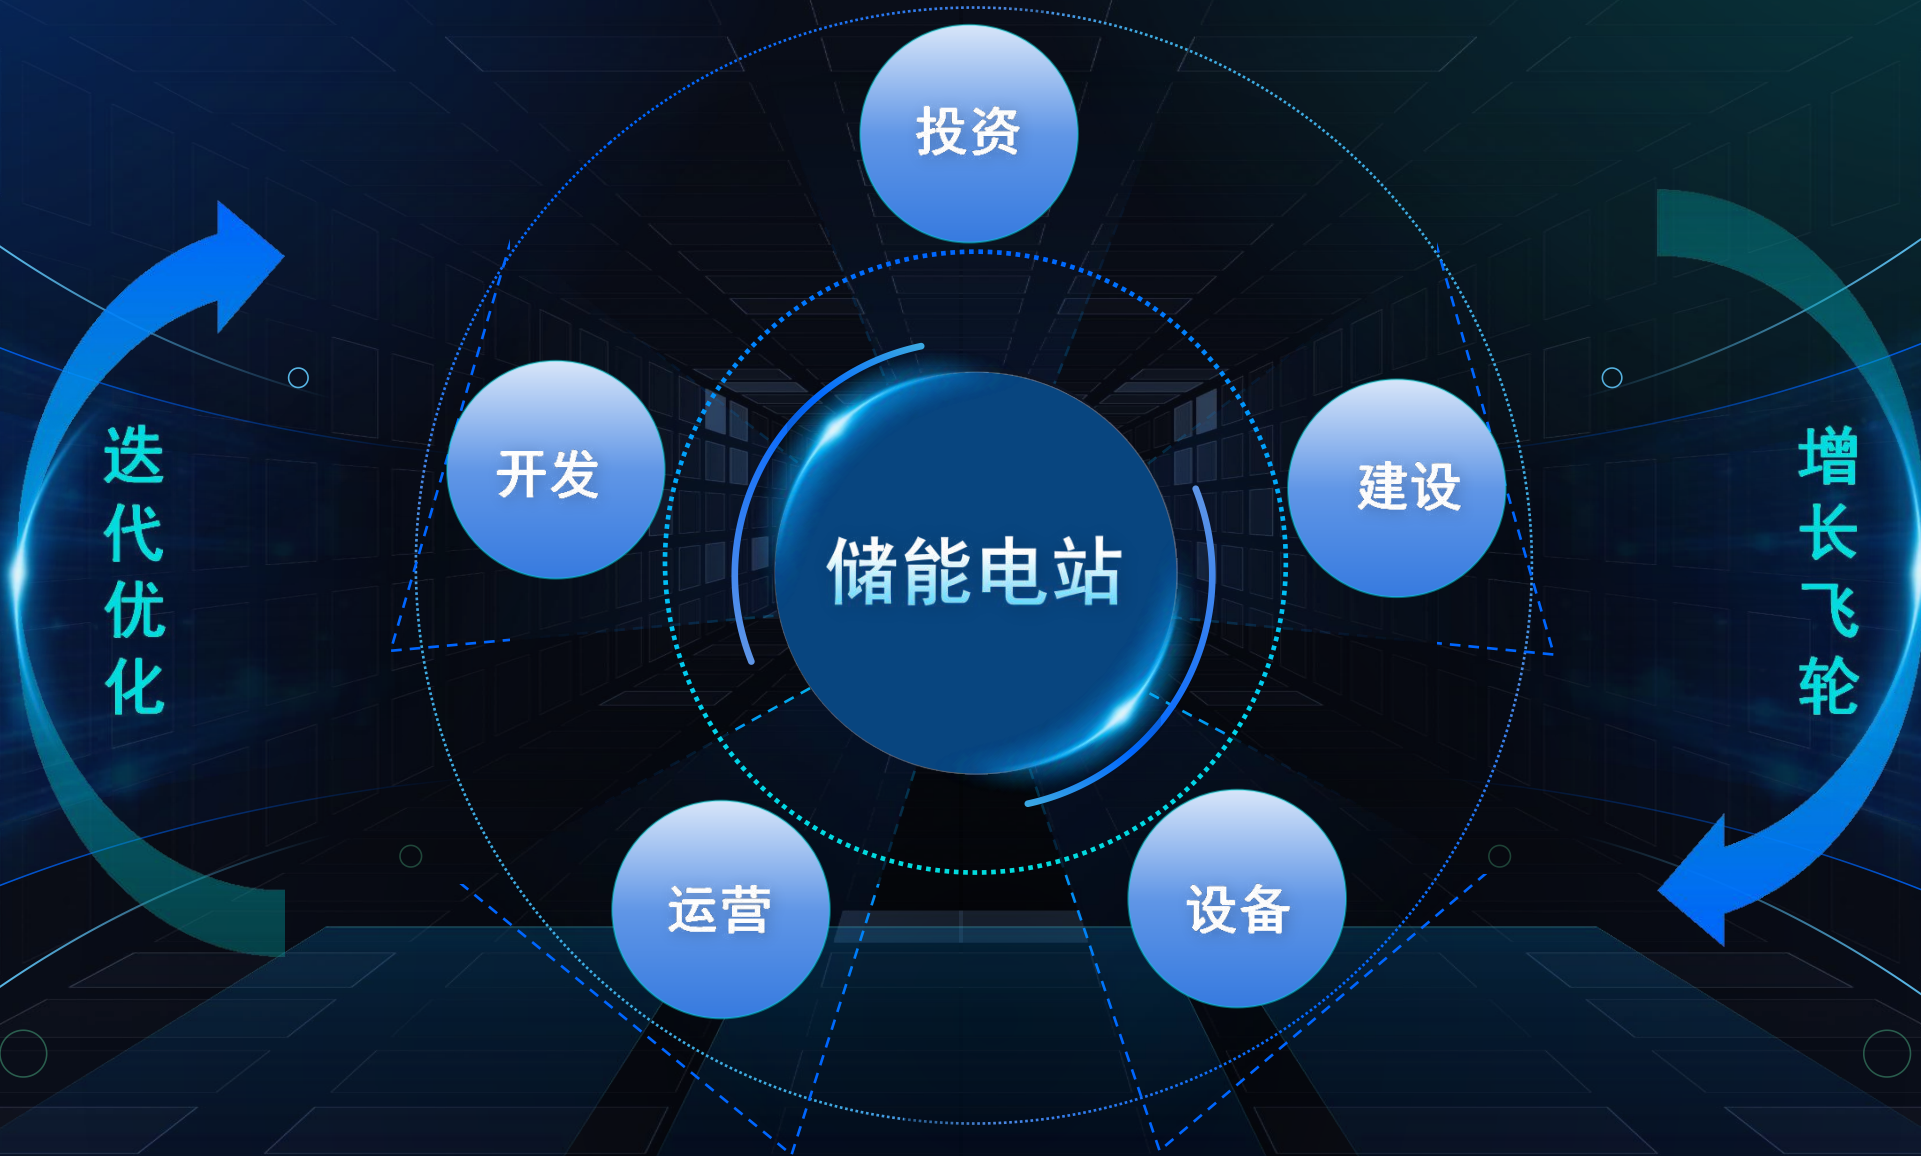 投资
开发
建设
储能电站
运营
设备
迭代优化
增长飞轮